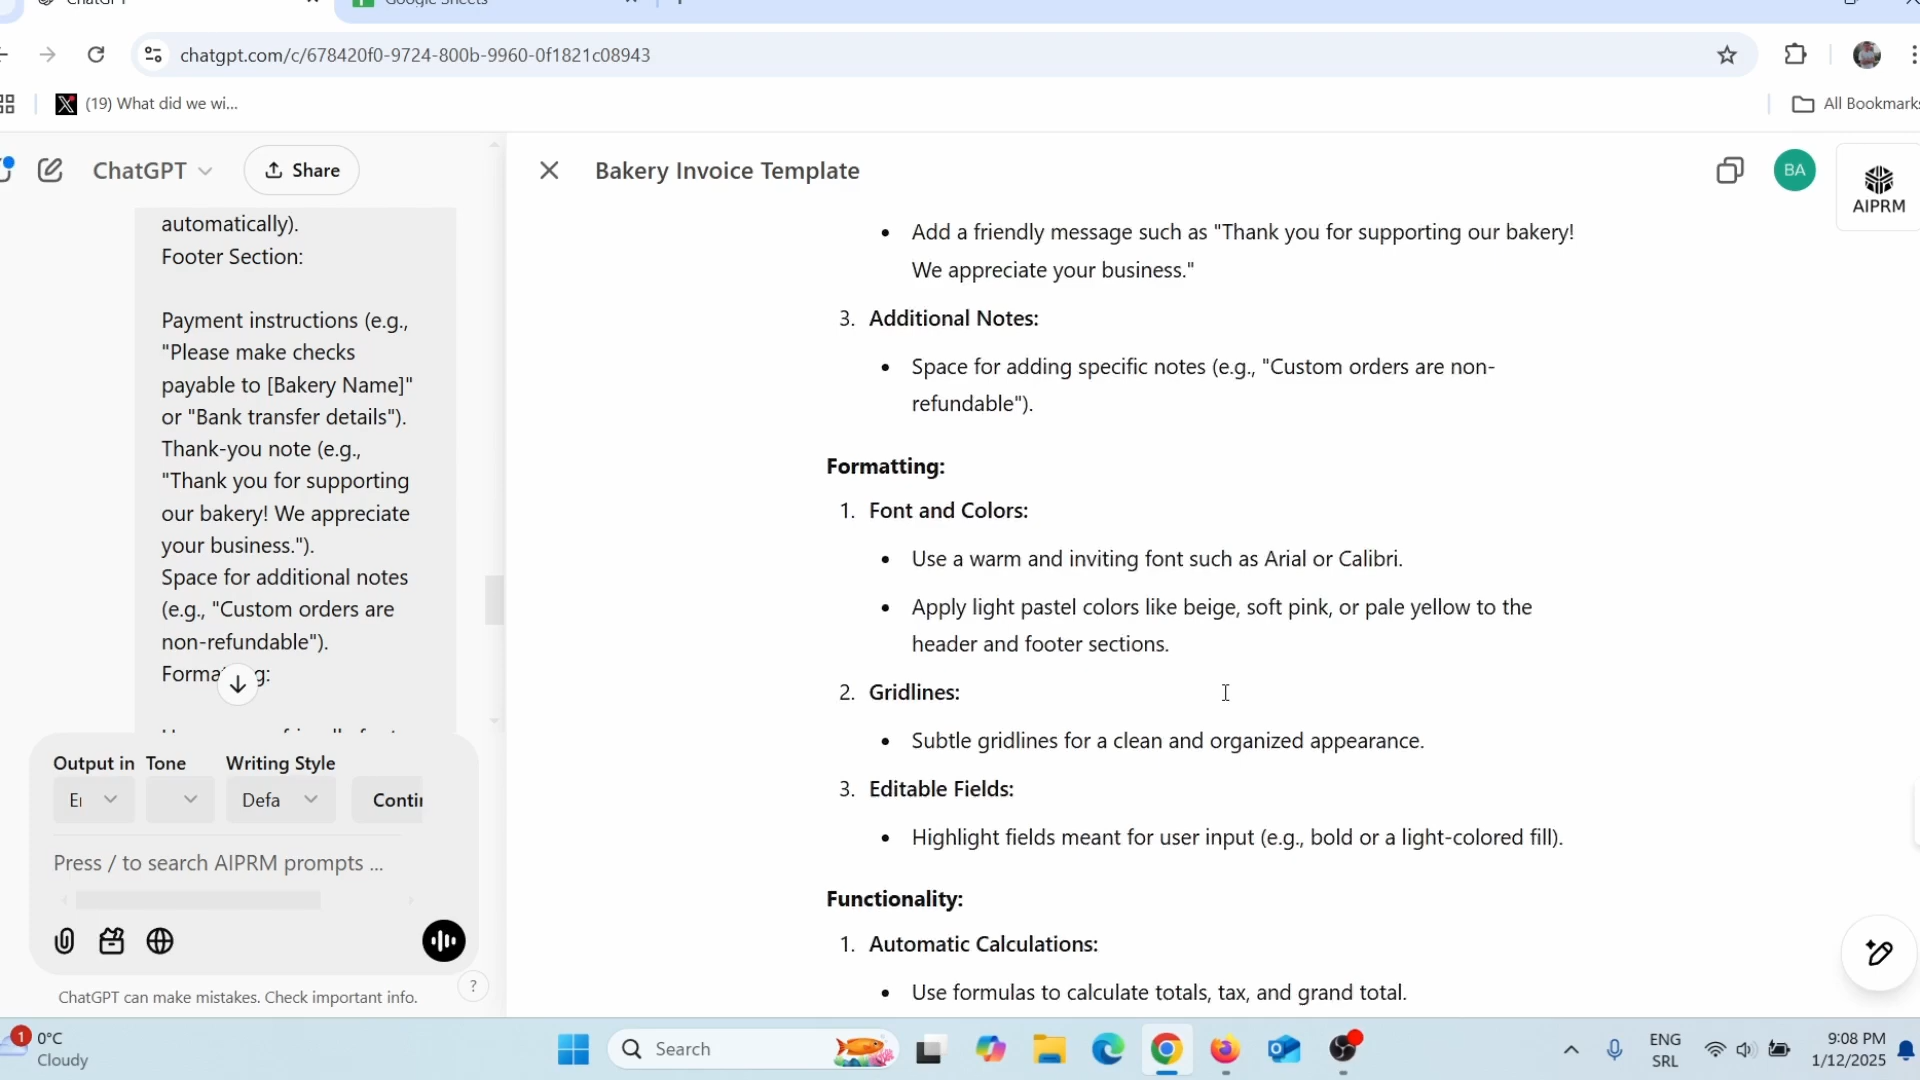 chatgpt.com/c/678420f0-9724-800b-9960-0f1821c08943
(19) What did we wi...
All Bookmarks
ChatGPT
Share
Bakery Invoice Template
BA
AIPRM
automatically).
Footer Section:
Payment instructions (e.g.,
"Please make checks
payable to [Bakery Name]"
or "Bank transfer details").
Thank-you note (e.g.,
"Thank you for supporting
our bakery! We appreciate
your business.").
Space for additional notes
(e.g., "Custom orders are
non-refundable").
Output in Tone Writing Style
Defa
Press / to search AIPRM prompts ...
?
ChatGPT can make mistakes. Check important info.
• Add a friendly message such as "Thank you for supporting our bakery!
We appreciate your business."
3. Additional Notes:
• Space for adding specific notes (e.g., "Custom orders are non-
refundable").
Formatting:
1. Font and Colors:
• Use a warm and inviting font such as Arial or Calibri.
• Apply light pastel colors like beige, soft pink, or pale yellow to the
header and footer sections.
2. Gridlines:
• Subtle gridlines for a clean and organized appearance.
3. Editable Fields:
• Highlight fields meant for user input (e.g., bold or a light-colored fill).
Functionality:
1. Automatic Calculations:
• Use formulas to calculate totals, tax, and grand total.
1
0°C
Cloudy
Search
ENG
SRL
9:08 PM
1/12/2025